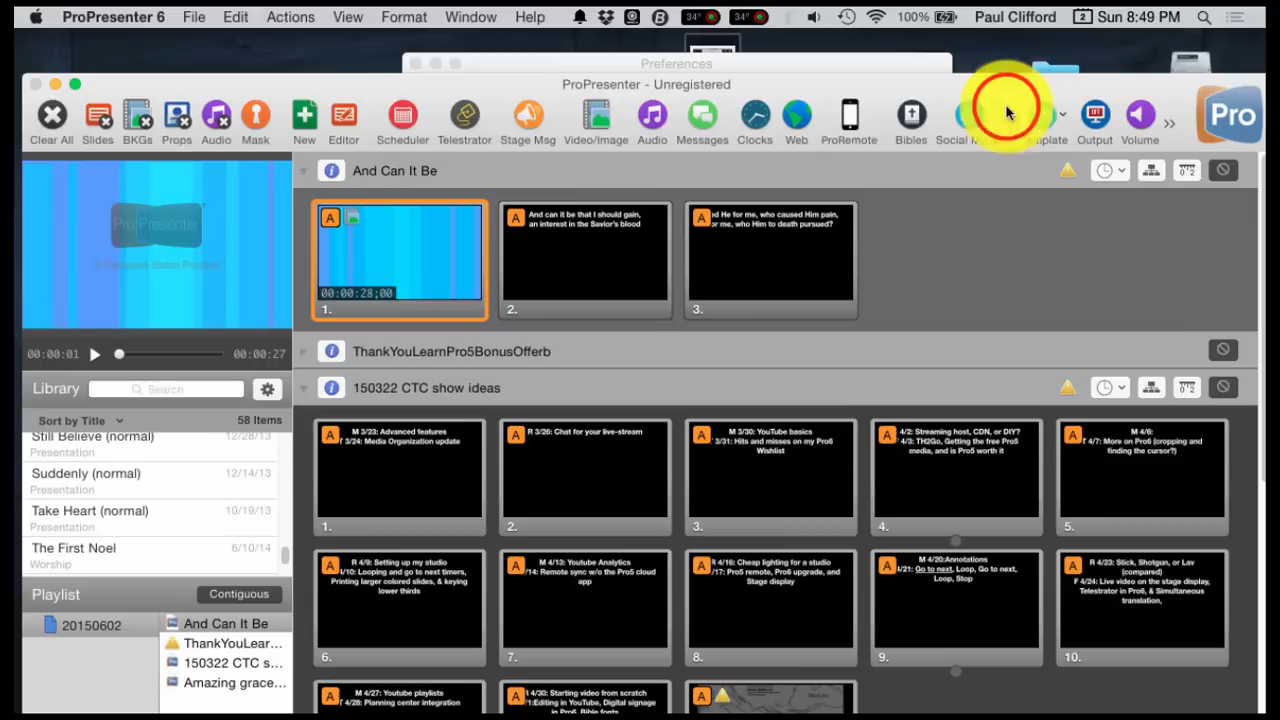 ProPresenter 6 File Edit Actions View Format Window Help 34° 34° 100% Paul Clifford 2 Sun 8:49 PM
Preferences
ProPresenter - Unregistered
Clear All Slides BKGs Props Audio Mask New Editor Scheduler Telestrator Stage Msg Video/Image Audio Messages Clocks Web ProRemote Bibles Social Output Volume
Pro
And Can It Be
A
00:00:28;00
1.
A And can it be that I should gain,
an interest in the Savior's blood
2.
A He for me, who caused Him pain,
me, who Him to death pursued?
3.
Pro Presenter
00:00:01 00:00:27
ThankYouLearnPro5BonusOfferb
Library Search
150322 CTC show ideas
Sort by Title 58 Items
Still Believe (normal) 12/28/13
Presentation
Suddenly (normal) 12/14/13
Presentation
Take Heart (normal) 10/19/13
Presentation
The First Noel 6/10/14
Worship
A M 3/23: Advanced features
3/24: Media Organization update
1.
A R 3/26: Chat for your live-stream
2.
A M 3/30: YouTube basics
3/31: Hits and misses on my Pro6
Wishlist
3.
A 4/2: Streaming host, CDN, or DIY?
4/3: TH2Go, Getting the free Pro5
media, and is Pro5 worth it
4.
A M 4/6:
4/7: More on Pro6 (cropping and
finding the cursor?)
5.
A R 4/9: Setting up my studio
4/10: Looping and go to next timers,
Printing larger colored slides, & keying
lower thirds
6.
A M 4/13: Youtube Analytics
4/14: Remote sync w/o the Pro5 cloud
app
7.
A R 4/16: Cheap lighting for a studio
4/17: Pro5 remote, Pro6 upgrade, and
Stage display
8.
A M 4/20:Annotations
4/21: Go to next, Loop, Go to next,
Loop, Stop
9.
A R 4/23: Stick, Shotgun, or Lav
(compared)
F 4/24: Live video on the stage display,
Telestrator in Pro6, & Simultaneous
translation,
10.
Playlist Contiguous
20150602
And Can It Be
ThankYouLear...
150322 CTC s...
Amazing grace...
A M 4/27: Youtube playlists
4/28: Planning center integration
A R 4/30: Starting video from scratch
Editing in YouTube, Digital signage
in Pro6, Bible fonts
A